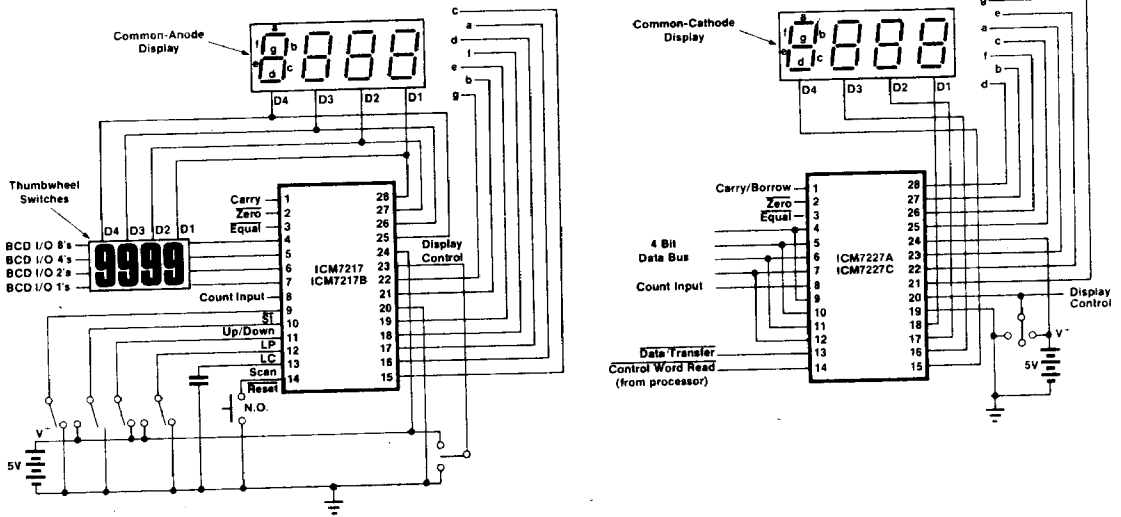 Common-Anode
Display
a
f
b
g
e
c
d
D4
D3
D2
D1
c
a
d
f
e
b
g
Thumbwheel
Switches
D4 D3 D2 D1
BCD I/O 8's
BCD I/O 4's
BCD I/O 2's
BCD I/O 1's
9999
Carry
Zero
Equal
Count Input
SI
Up/Down
LP
LC
Scan
Reset
N.O.
1
2
3
4
5
6
7
8
9
10
11
12
13
14
ICM7217
ICM7217B
28
27
26
25
24
23
22
21
20
19
18
17
16
15
Display
Control
V+
5V
Common-Cathode
Display
a
f
b
g
e
c
d
D4
D3
D2
D1
g
e
a
c
f
b
d
Carry/Borrow
Zero
Equal
4 Bit
Data Bus
Count Input
Data Transfer
Control Word Read
(from processor)
1
2
3
4
5
6
7
8
9
10
11
12
13
14
ICM7227A
ICM7227C
28
27
26
25
24
23
22
21
20
19
18
17
16
15
Display
Control
V+
5V